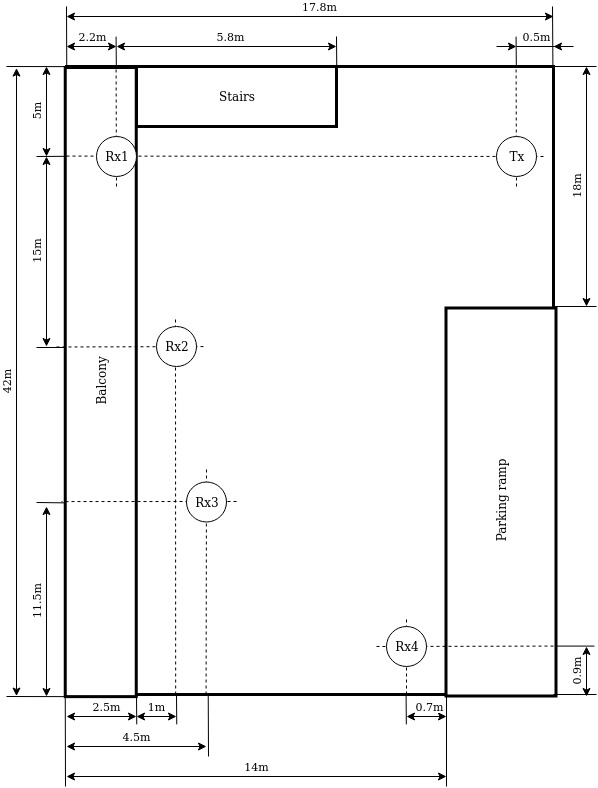 17.8m
2.2m
5.8m
0.5m
5m
Stairs
Rx1
Tx
18m
15m
Rx2
42m
Balcony
Rx3
Parking ramp
11.5m
Rx4
0.9m
2.5m
1m
0.7m
4.5m
14m